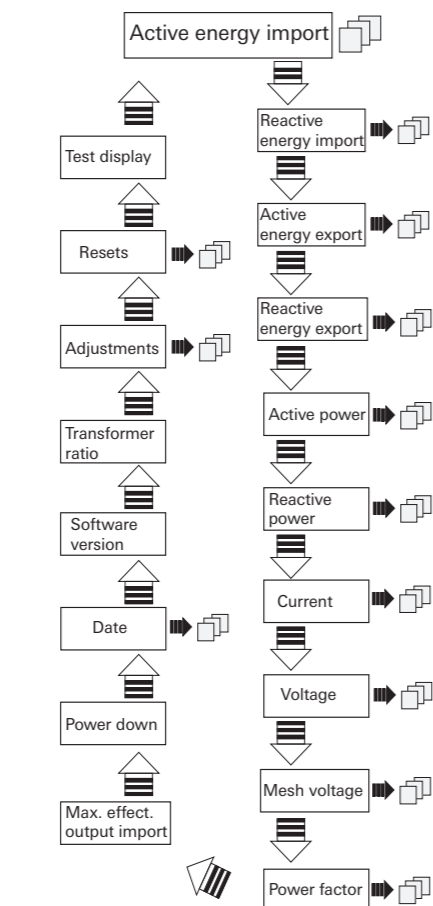 Active energy import
Reactive
energy import
Active
energy export
Reactive
energy export
Active power
Reactive
power
Current
Voltage
Mesh voltage
Power factor
Max. effect.
output import
Power down
Date
Software
version
Transformer
ratio
Adjustments
Resets
Test display